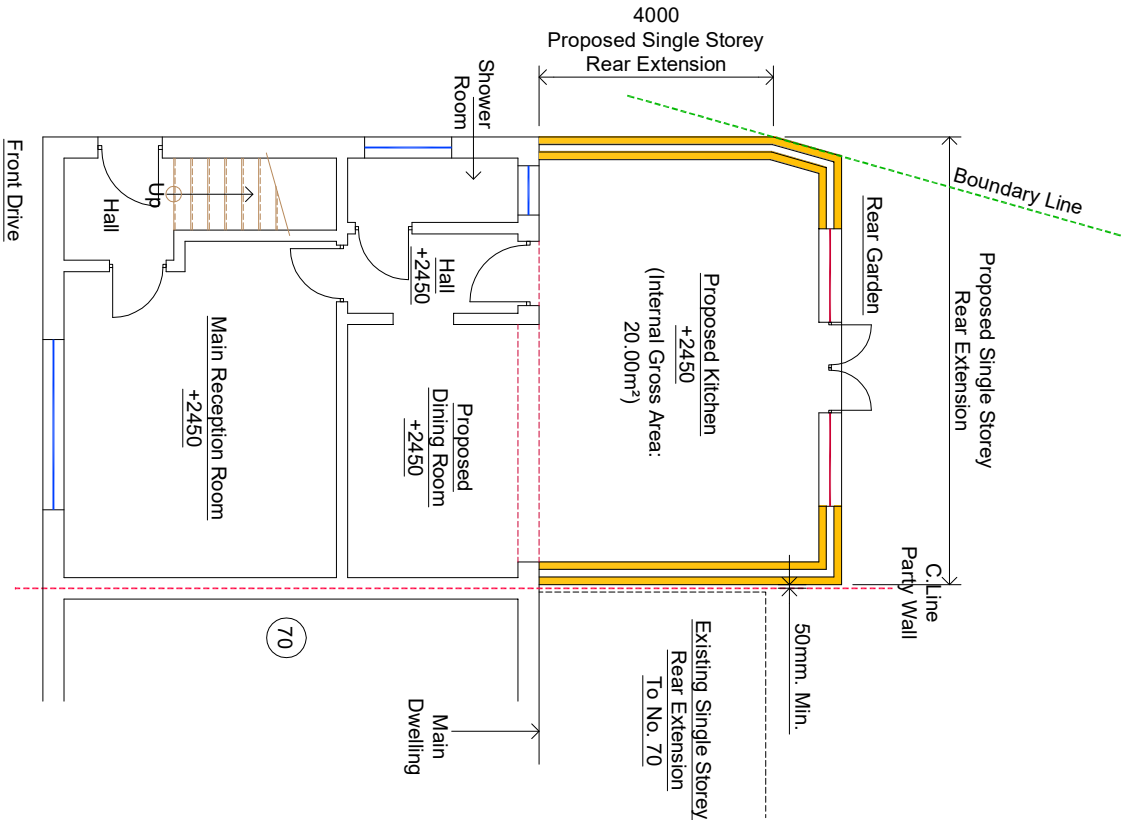 4000
Proposed Single Storey
Rear Extension
Shower
Room
Boundary Line
Front Drive
Up
Hall
Hall
+2450
Rear Garden
Proposed Single Storey
Rear Extension
Proposed Kitchen
+2450
(Internal Gross Area:
20.00m²)
Main Reception Room
+2450
Proposed
Dining Room
+2450
C.Line
Party Wall
50mm. Min.
70
Existing Single Storey
Rear Extension
To No. 70
Main
Dwelling